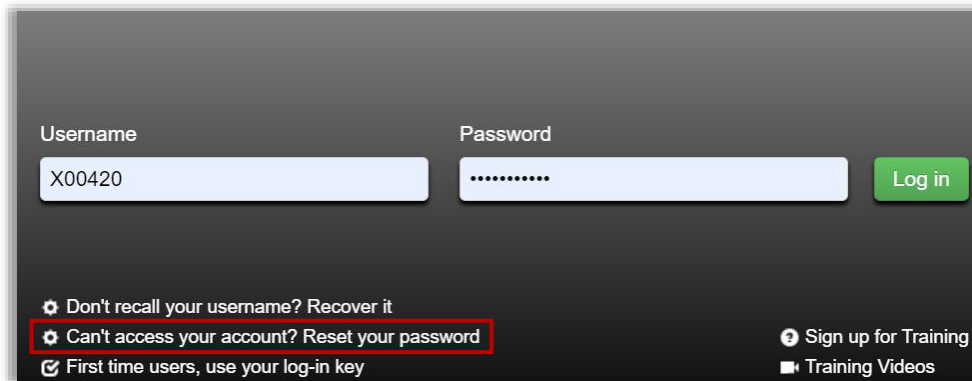 Username Password
X00420 ••••••••••• Log in
Don't recall your username? Recover it
Can't access your account? Reset your password Sign up for Training
First time users, use your log-in key Training Videos